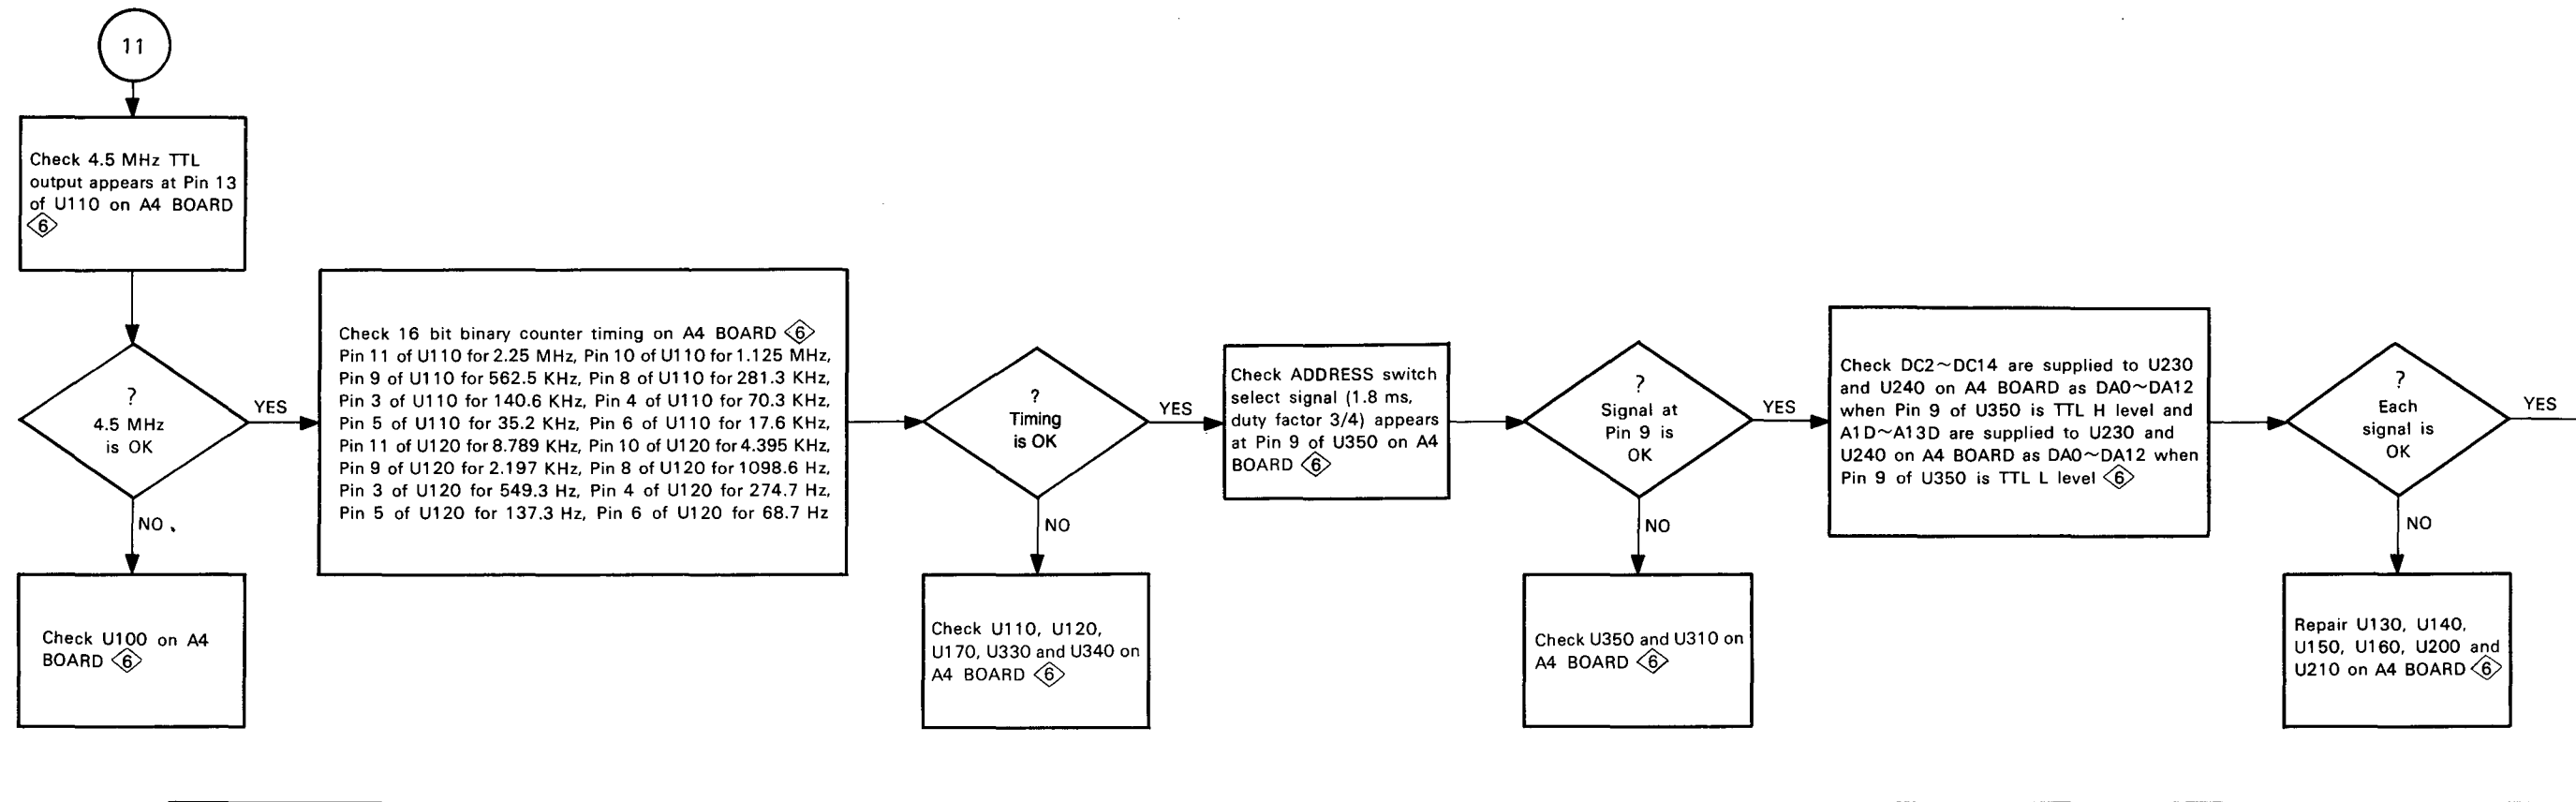 11
Check 4.5 MHz TTL
output appears at Pin 13
of U110 on A4 BOARD
6
?
4.5 MHz
is OK
YES
NO
Check U100 on A4
BOARD 6
Check 16 bit binary counter timing on A4 BOARD 6
Pin 11 of U110 for 2.25 MHz, Pin 10 of U110 for 1.125 MHz,
Pin 9 of U110 for 562.5 KHz, Pin 8 of U110 for 281.3 KHz,
Pin 3 of U110 for 140.6 KHz, Pin 4 of U110 for 70.3 KHz,
Pin 5 of U110 for 35.2 KHz, Pin 6 of U110 for 17.6 KHz,
Pin 11 of U120 for 8.789 KHz, Pin 10 of U120 for 4.395 KHz,
Pin 9 of U120 for 2.197 KHz, Pin 8 of U120 for 1098.6 Hz,
Pin 3 of U120 for 549.3 Hz, Pin 4 of U120 for 274.7 Hz,
Pin 5 of U120 for 137.3 Hz, Pin 6 of U120 for 68.7 Hz
?
Timing
is OK
YES
NO
Check U110, U120,
U170, U330 and U340 on
A4 BOARD 6
Check ADDRESS switch
select signal (1.8 ms,
duty factor 3/4) appears
at Pin 9 of U350 on A4
BOARD 6
?
Signal at
Pin 9 is
OK
YES
NO
Check U350 and U310 on
A4 BOARD 6
Check DC2~DC14 are supplied to U230
and U240 on A4 BOARD as DA0~DA12
when Pin 9 of U350 is TTL H level and
A1D~A13D are supplied to U230 and
U240 on A4 BOARD as DA0~DA12 when
Pin 9 of U350 is TTL L level 6
?
Each
signal is
OK
YES
NO
Repair U130, U140,
U150, U160, U200 and
U210 on A4 BOARD 6